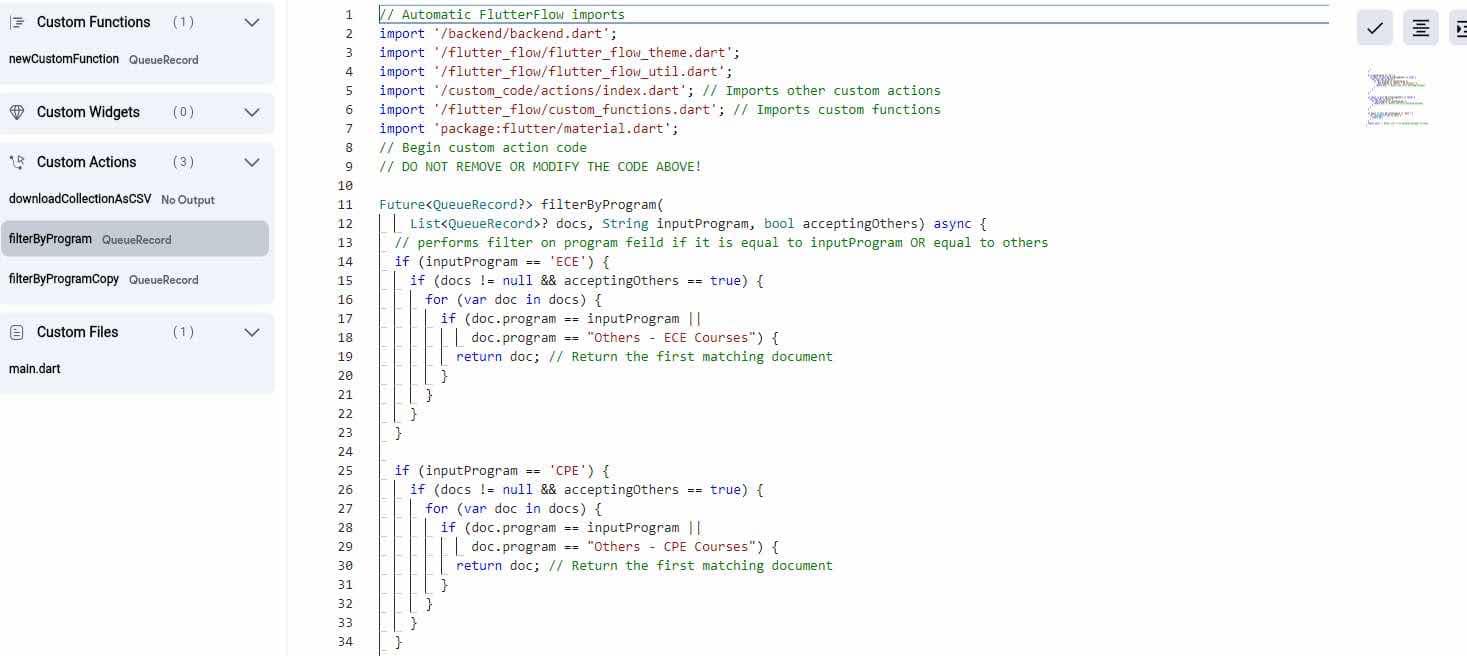 Custom Functions (1)
newCustomFunction QueueRecord
Custom Widgets (0)
Custom Actions (3)
downloadCollectionAsCSV No Output
filterByProgram QueueRecord
filterByProgramCopy QueueRecord
Custom Files (1)
main.dart
1 // Automatic FlutterFlow imports
2 import '/backend/backend.dart';
3 import '/flutter_flow/flutter_flow_theme.dart';
4 import '/flutter_flow/flutter_flow_util.dart';
5 import '/custom_code/actions/index.dart'; // Imports other custom actions
6 import '/flutter_flow/custom_functions.dart'; // Imports custom functions
7 import 'package:flutter/material.dart';
8 // Begin custom action code
9 // DO NOT REMOVE OR MODIFY THE CODE ABOVE!
10
11 Future<QueueRecord?> filterByProgram(
12     List<QueueRecord>? docs, String inputProgram, bool acceptingOthers) async {
13   // performs filter on program feild if it is equal to inputProgram OR equal to others
14   if (inputProgram == 'ECE') {
15     if (docs != null && acceptingOthers == true) {
16       for (var doc in docs) {
17         if (doc.program == inputProgram ||
18             doc.program == "Others - ECE Courses") {
19           return doc; // Return the first matching document
20         }
21       }
22     }
23   }
24
25   if (inputProgram == 'CPE') {
26     if (docs != null && acceptingOthers == true) {
27       for (var doc in docs) {
28         if (doc.program == inputProgram ||
29             doc.program == "Others - CPE Courses") {
30           return doc; // Return the first matching document
31         }
32       }
33     }
34   }